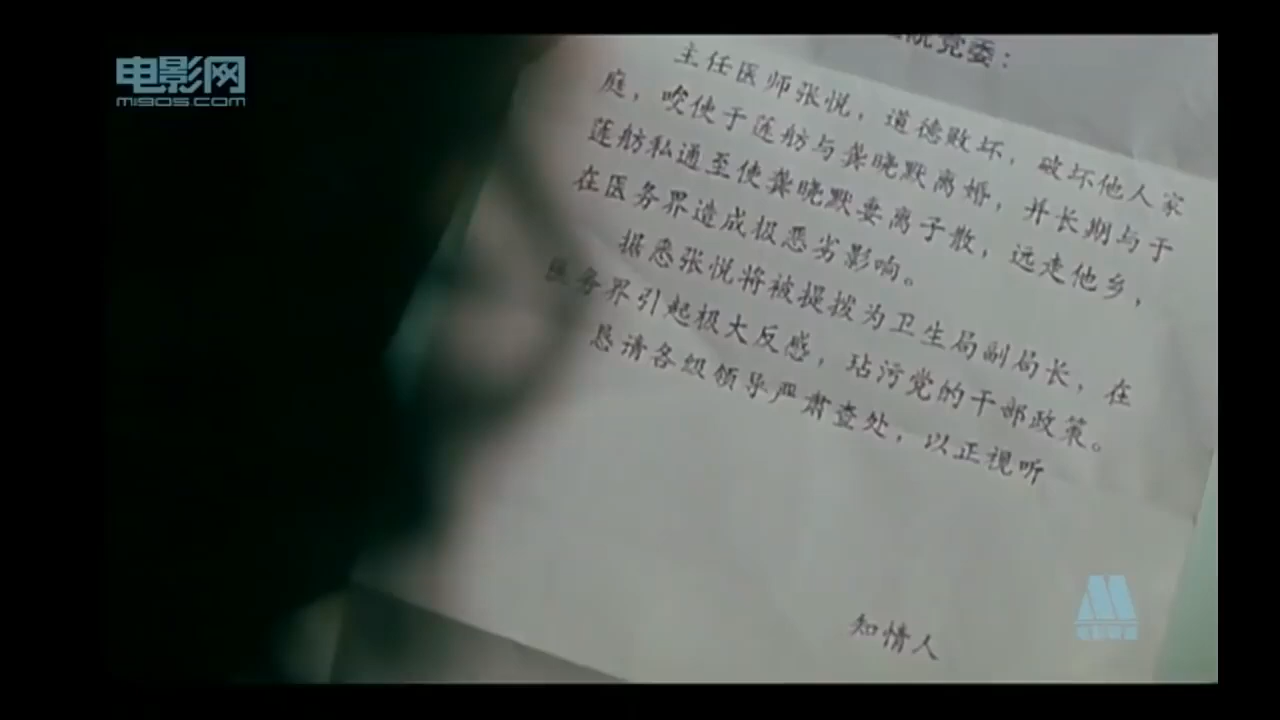 电影网
m1905.com
院党委：
主任医师张悦，道德败坏，破坏他人家
庭，唆使于莲舫与龚晓默离婚，并长期与于
莲舫私通至使龚晓默妻离子散，远走他乡，
在医务界造成极恶劣影响。
据悉张悦将被提拨为卫生局副局长，在
医务界引起极大反感，玷污党的干部政策。
恳请各级领导严肃查处，以正视听
知情人